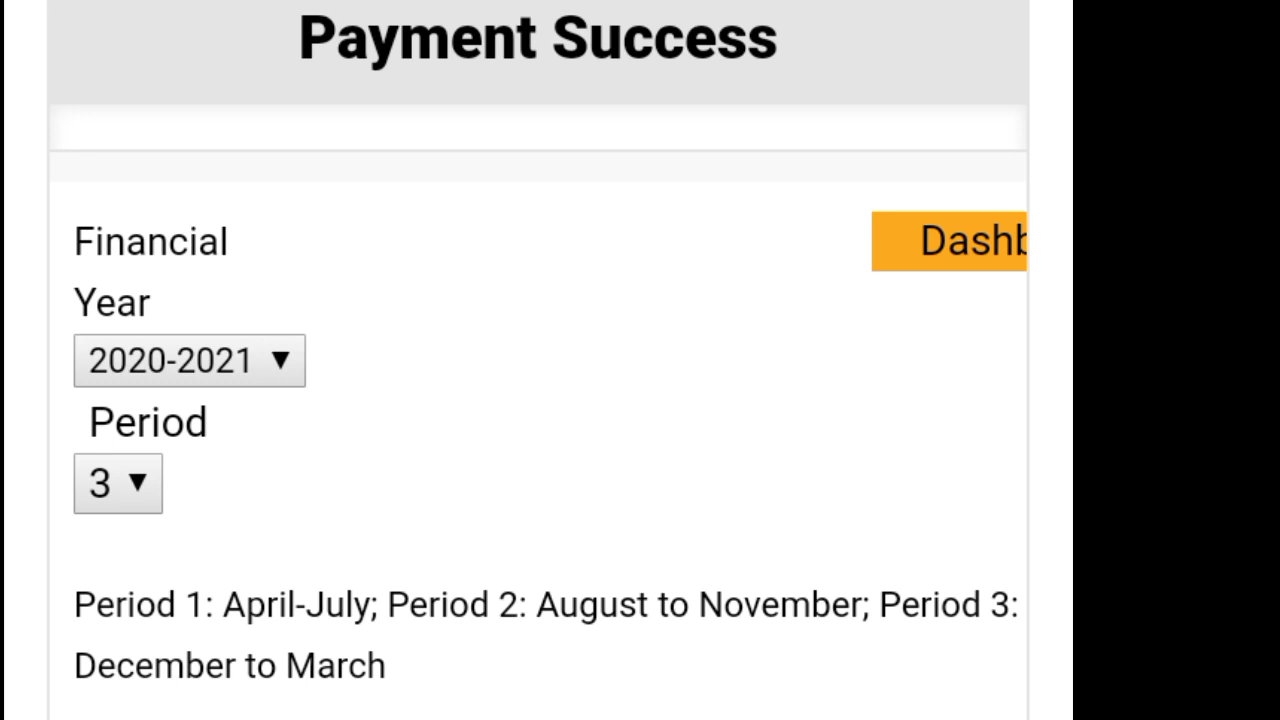 Payment Success
Financial
Year
Dashb
2020-2021 ▼
Period
3 ▼
Period 1: April-July; Period 2: August to November; Period 3:
December to March